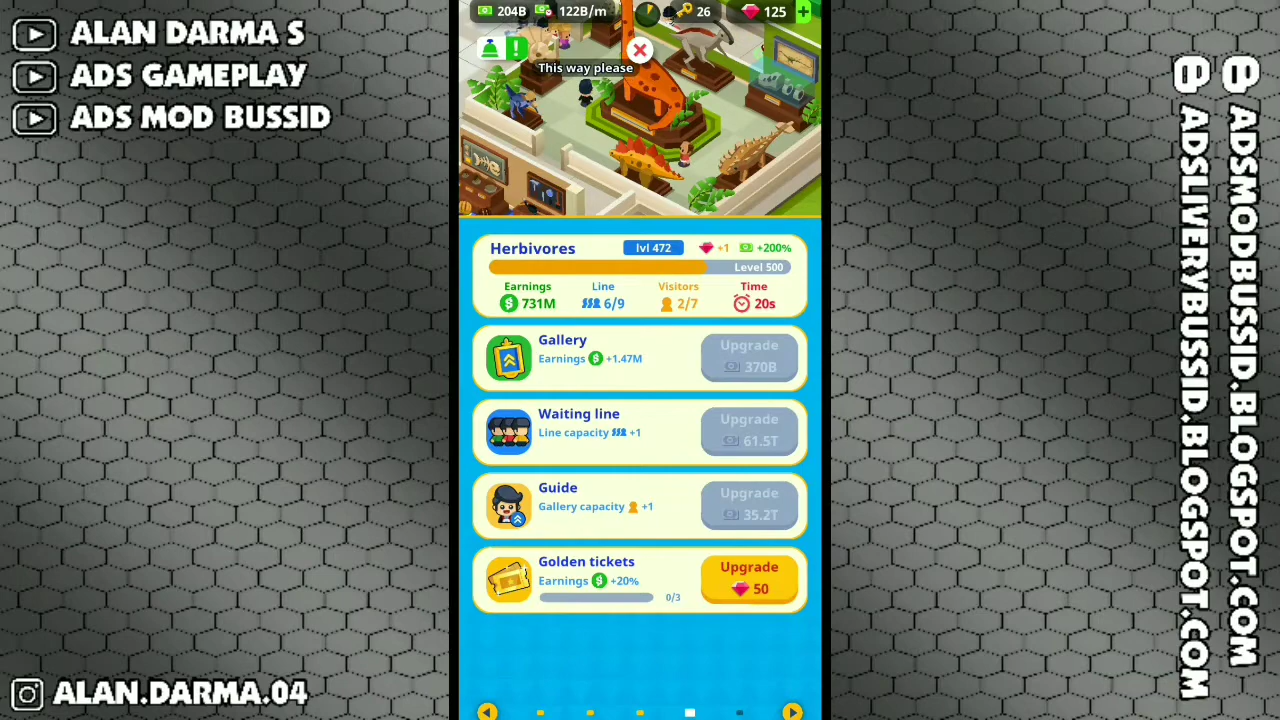 ALAN DARMA S
ADS GAMEPLAY
ADS MOD BUSSID
204B 122B/m 26 125 +
This way please
Herbivores lvl 472 +1 +200%
Level 500
Earnings Line Visitors Time
731M 6/9 2/7 20s
Gallery
Earnings $ +1.47M
Upgrade
370B
Waiting line
Line capacity +1
Upgrade
61.5T
Guide
Gallery capacity +1
Upgrade
35.2T
Golden tickets
Earnings $ +20%
0/3
Upgrade
50
ALAN.DARMA.04
ADSMODBUSSID.BLOGSPOT.COM
ADSLIVERYBUSSID.BLOGSPOT.COM